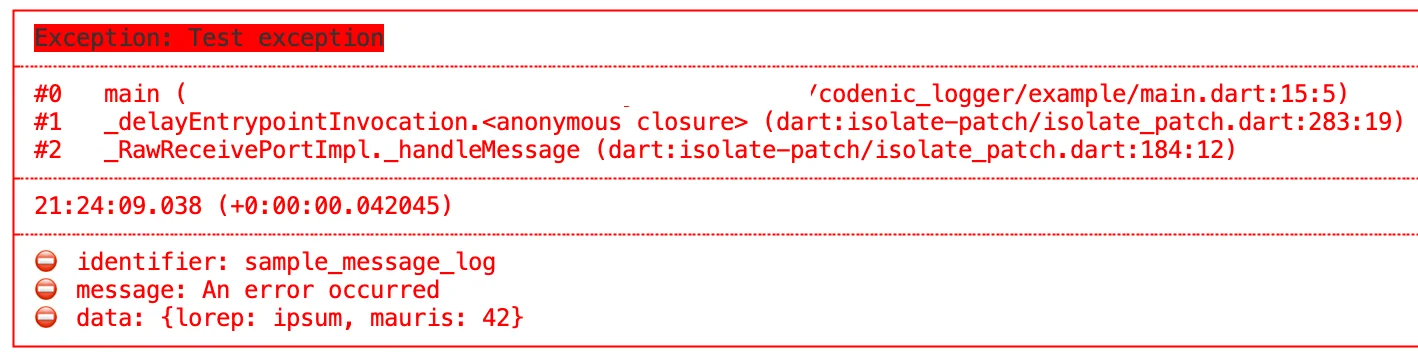 Exception: Test exception
#0   main (/codenic_logger/example/main.dart:15:5)
#1   _delayEntrypointInvocation.<anonymous closure> (dart:isolate-patch/isolate_patch.dart:283:19)
#2   _RawReceivePortImpl._handleMessage (dart:isolate-patch/isolate_patch.dart:184:12)
21:24:09.038 (+0:00:00.042045)
⛔ identifier: sample_message_log
⛔ message: An error occurred
⛔ data: {lorep: ipsum, mauris: 42}